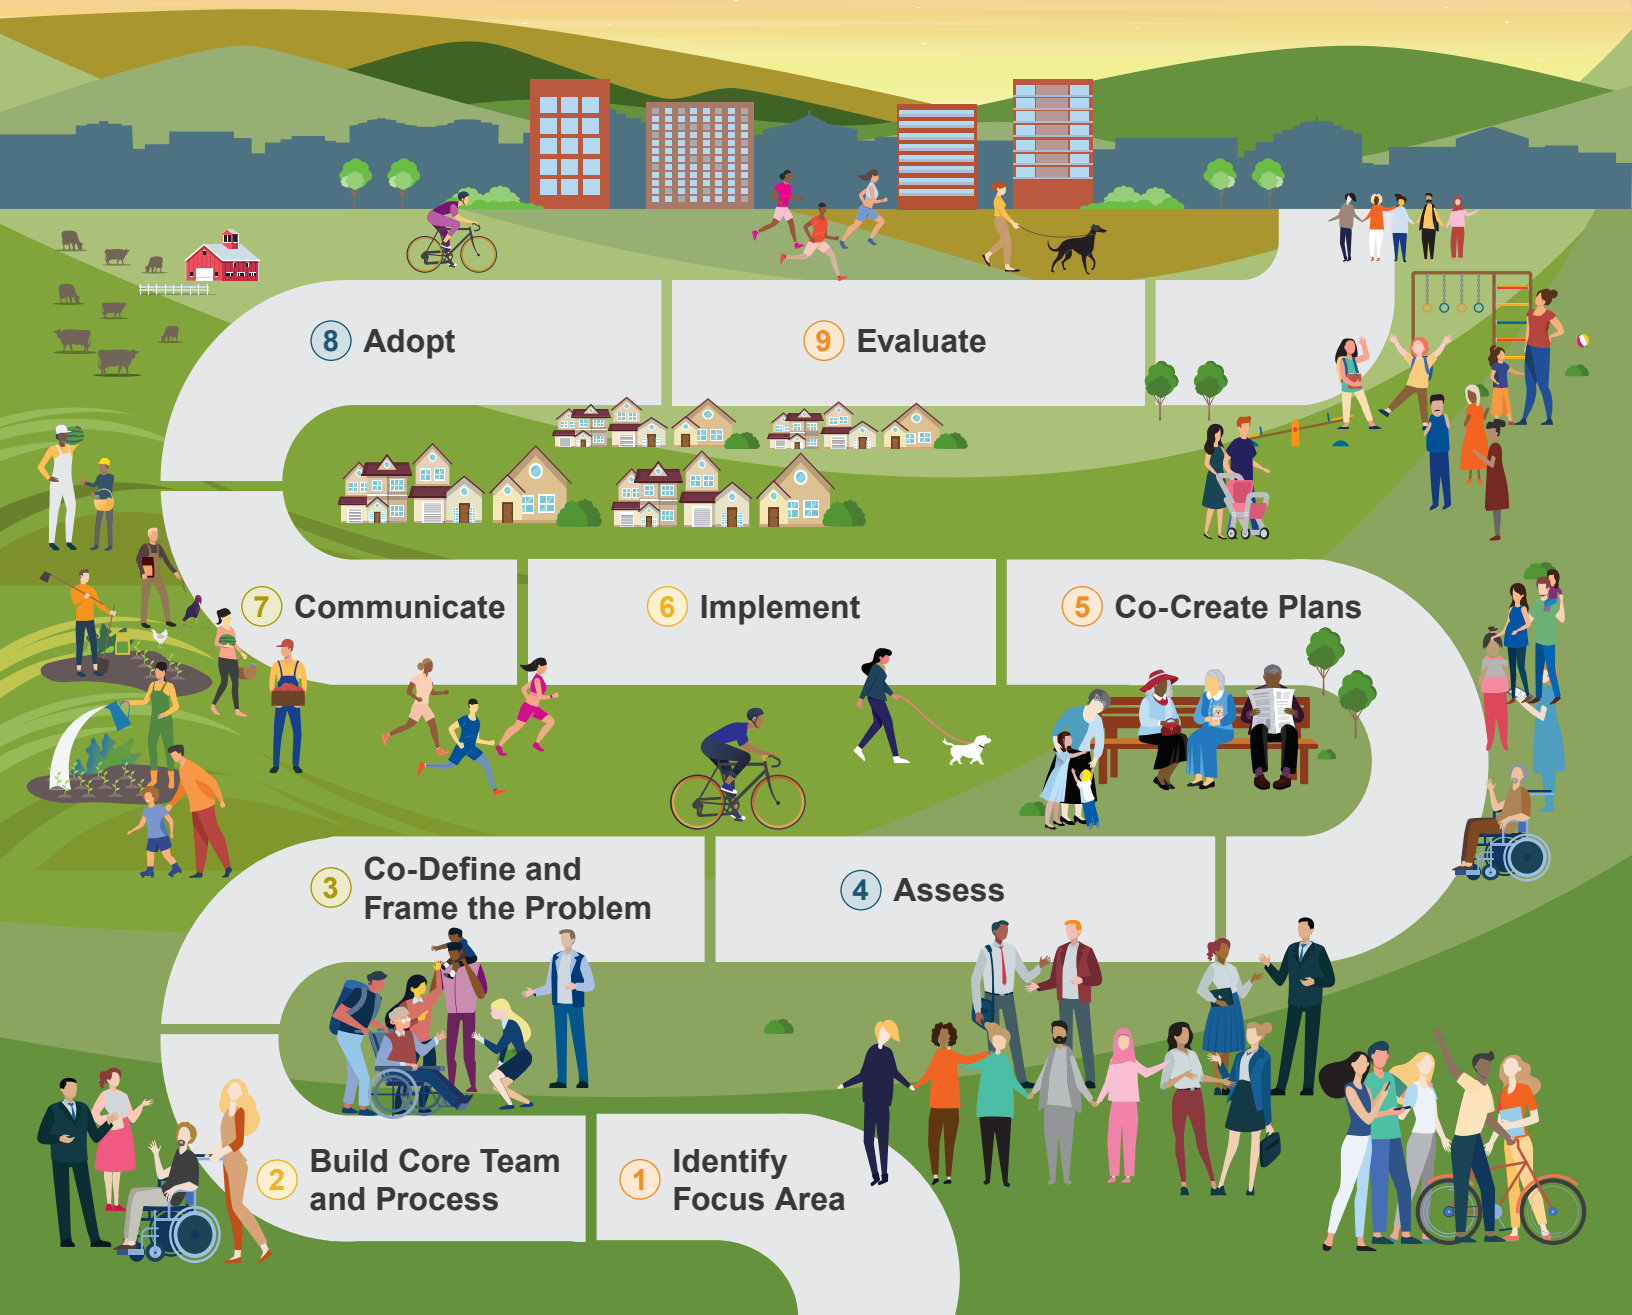 8 Adopt
9 Evaluate
7 Communicate
6 Implement
5 Co-Create Plans
3 Co-Define and
Frame the Problem
4 Assess
2 Build Core Team
and Process
1 Identify
Focus Area